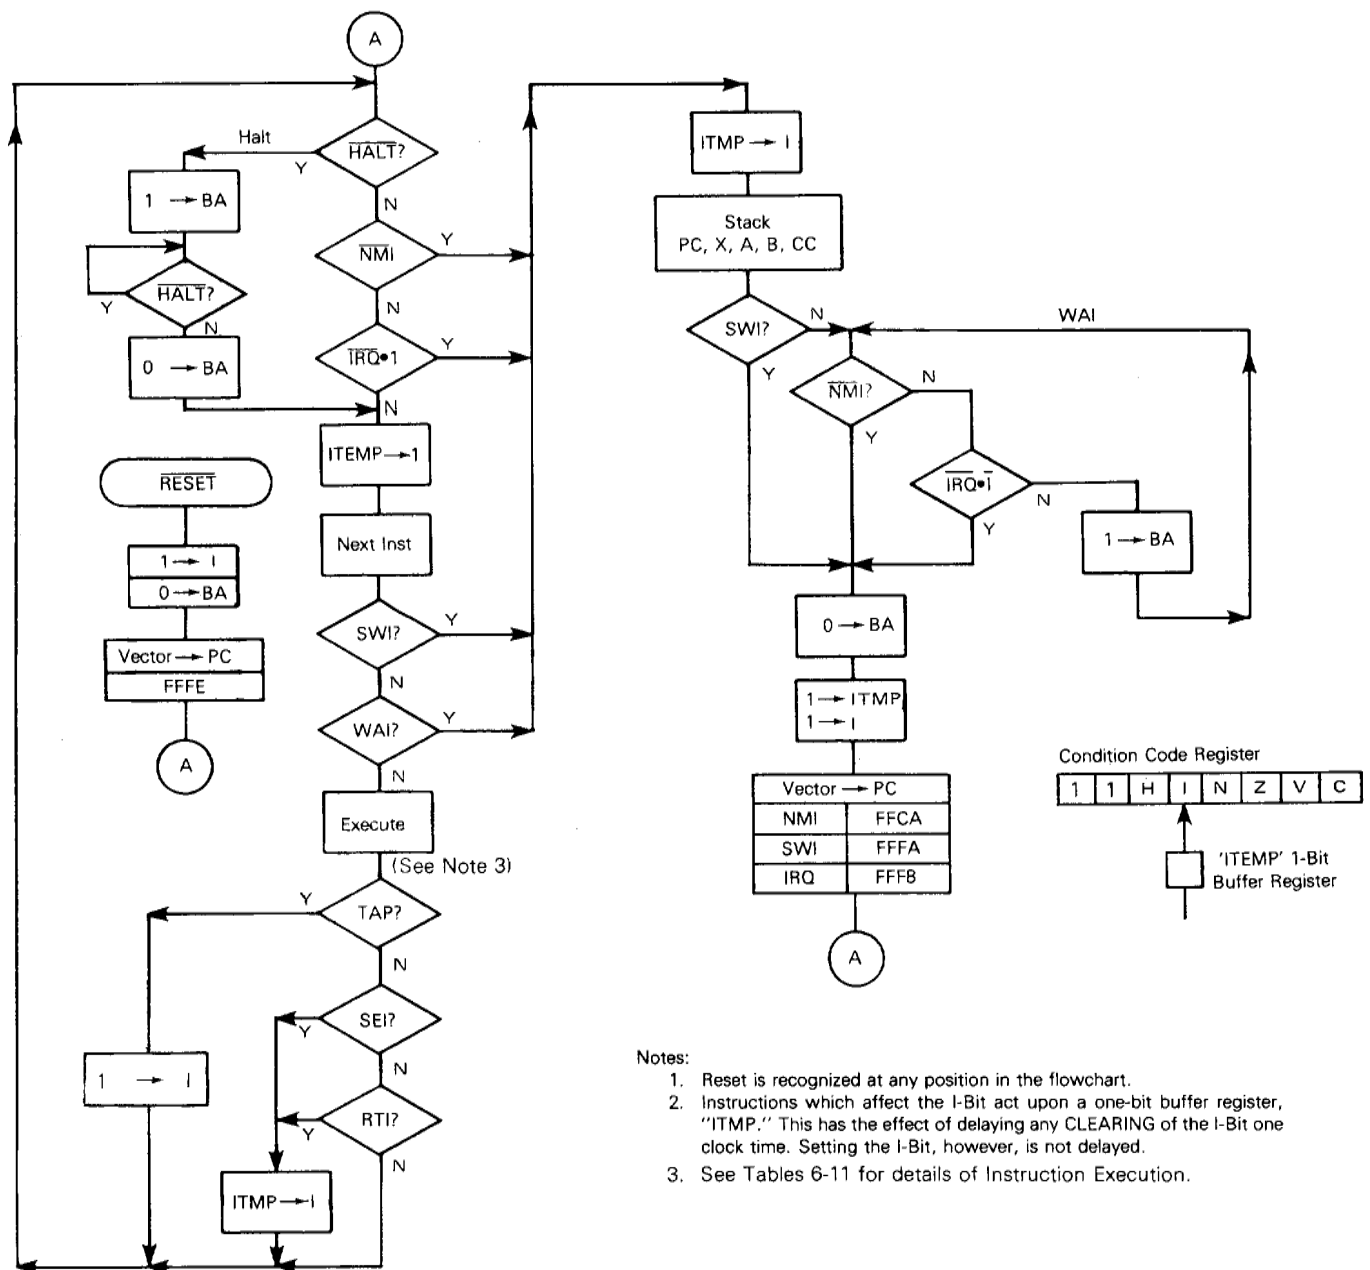 A
HALT?
Halt
Y
N
1 → BA
HALT?
Y
N
0 → BA
NMI
Y
N
IRQ•1
Y
N
ITEMP→1
Next Inst
SWI?
Y
N
WAI?
Y
N
Execute
(See Note 3)
TAP?
Y
N
SEI?
Y
N
RTI?
Y
N
1 → I
ITMP→I
RESET
1 → I
0→BA
Vector → PC
FFFE
A
ITMP → I
Stack
PC, X, A, B, CC
SWI?
N
Y
WAI
NMI?
N
Y
IRQ•I
N
Y
1 → BA
0 → BA
1 → ITMP
1 → I
Vector → PC
NMI FFCA
SWI FFFA
IRQ FFFB
A
Condition Code Register
1 1 H I N Z V C
'ITEMP' 1-Bit
Buffer Register
Notes:
1. Reset is recognized at any position in the flowchart.
2. Instructions which affect the I-Bit act upon a one-bit buffer register,
"ITMP." This has the effect of delaying any CLEARING of the I-Bit one
clock time. Setting the I-Bit, however, is not delayed.
3. See Tables 6-11 for details of Instruction Execution.